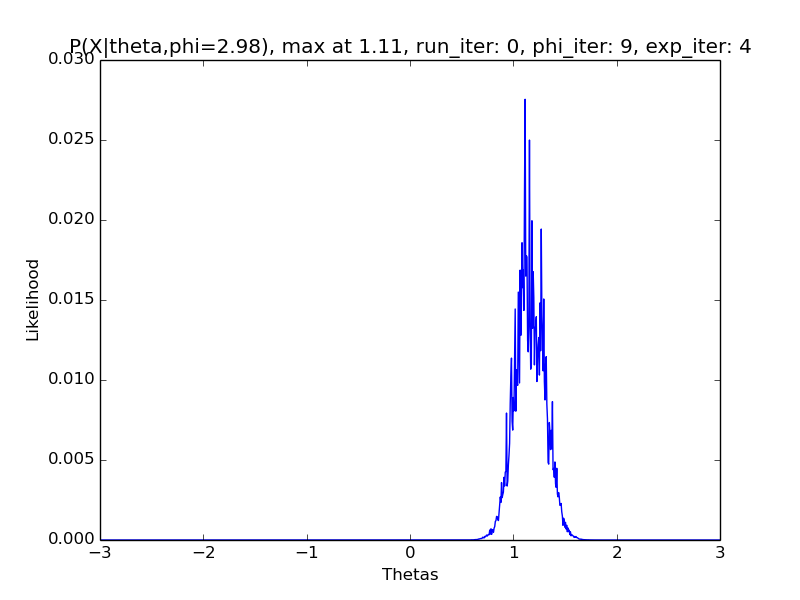 P(X|theta,phi=2.98), max at 1.11, run_iter: 0, phi_iter: 9, exp_iter: 4
0.030
0.025
0.020
0.015
0.010
0.005
0.000
Likelihood
−3 −2 −1 0 1 2 3
Thetas